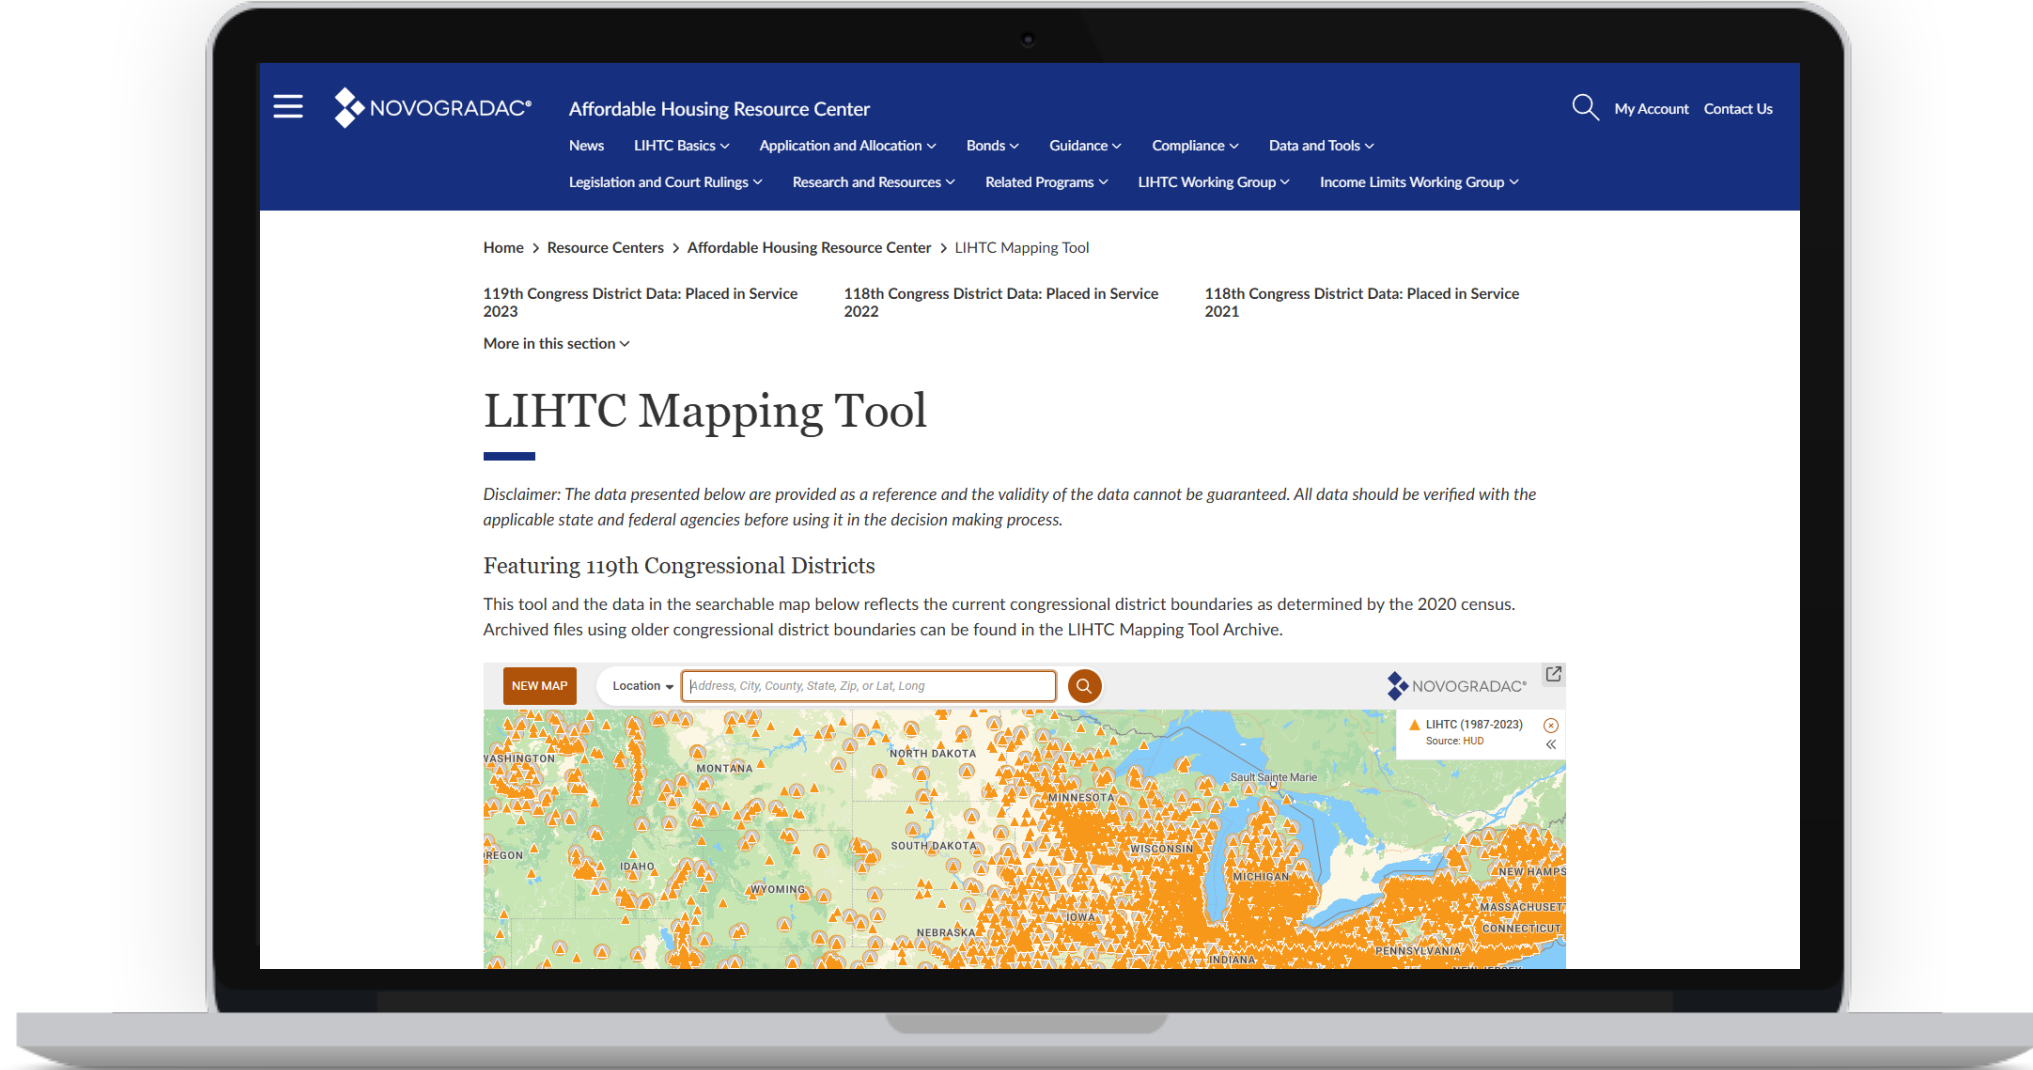 NOVOGRADAC®
Affordable Housing Resource Center
My Account Contact Us
News LIHTC Basics Application and Allocation Bonds Guidance Compliance Data and Tools
Legislation and Court Rulings Research and Resources Related Programs LIHTC Working Group Income Limits Working Group
Home > Resource Centers > Affordable Housing Resource Center > LIHTC Mapping Tool
119th Congress District Data: Placed in Service
2023
118th Congress District Data: Placed in Service
2022
118th Congress District Data: Placed in Service
2021
More in this section
LIHTC Mapping Tool
Disclaimer: The data presented below are provided as a reference and the validity of the data cannot be guaranteed. All data should be verified with the
applicable state and federal agencies before using it in the decision making process.
Featuring 119th Congressional Districts
This tool and the data in the searchable map below reflects the current congressional district boundaries as determined by the 2020 census.
Archived files using older congressional district boundaries can be found in the LIHTC Mapping Tool Archive.
NEW MAP
Location
Address, City, County, State, Zip, or Lat, Long
NOVOGRADAC®
LIHTC (1987-2023)
Source: HUD
WASHINGTON
MONTANA
NORTH DAKOTA
MINNESOTA
Sault Sainte Marie
OREGON
IDAHO
SOUTH DAKOTA
WISCONSIN
MICHIGAN
NEW HAMPS
WYOMING
IOWA
MASSACHUSET
NEBRASKA
CONNECTICUT
INDIANA
PENNSYLVANIA
NEW JERSEY